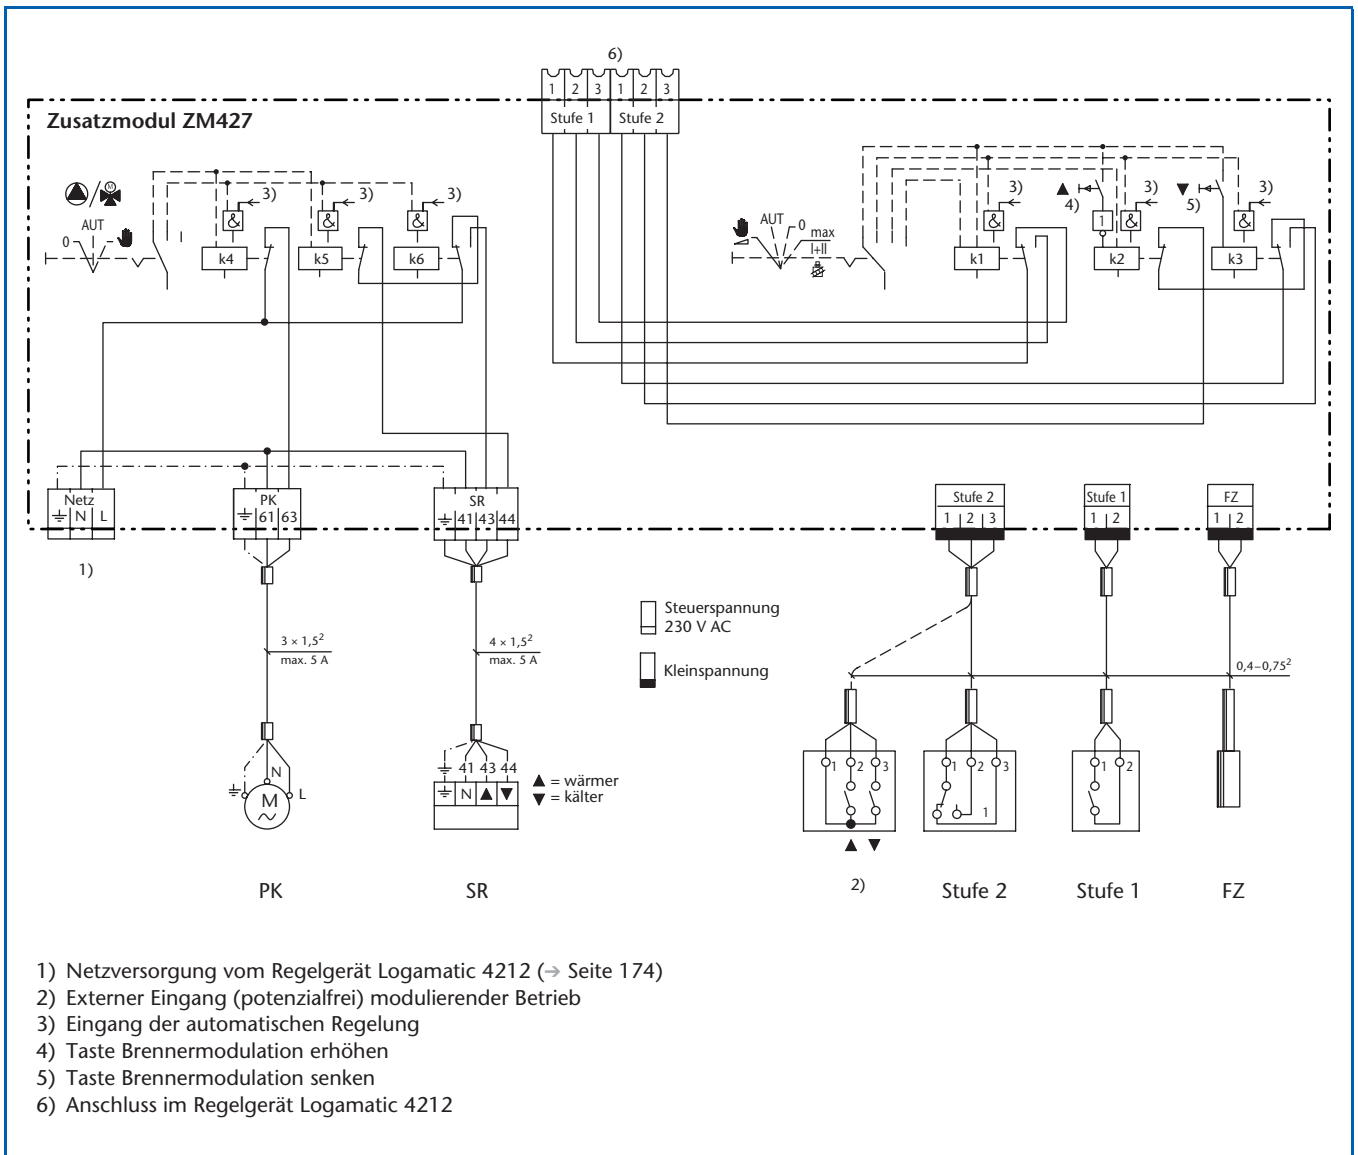 6)
1 2 3 1 2 3
Stufe 1 Stufe 2
Zusatzmodul ZM427
M
3) 3) 3)
AUT
0
& & &
k4 k5 k6
AUT
0 max
I+II
3) 4) 3) 5) 3)
& 1 & &
k1 k2 k3
Netz
N L
PK
61 63
SR
41 43 44
Stufe 2
1 2 3
Stufe 1
1 2
FZ
1 2
1)
Steuerspannung
230 V AC
Kleinspannung
3 × 1,5²
max. 5 A
4 × 1,5²
max. 5 A
0,4–0,75²
N
M
~
L
41 43 44
N ▲ ▼
▲ = wärmer
▼ = kälter
1 2 3
1 2 3
1
1 2
▲ ▼
2)
PK SR Stufe 2 Stufe 1 FZ
1) Netzversorgung vom Regelgerät Logamatic 4212 (→ Seite 174)
2) Externer Eingang (potenzialfrei) modulierender Betrieb
3) Eingang der automatischen Regelung
4) Taste Brennermodulation erhöhen
5) Taste Brennermodulation senken
6) Anschluss im Regelgerät Logamatic 4212